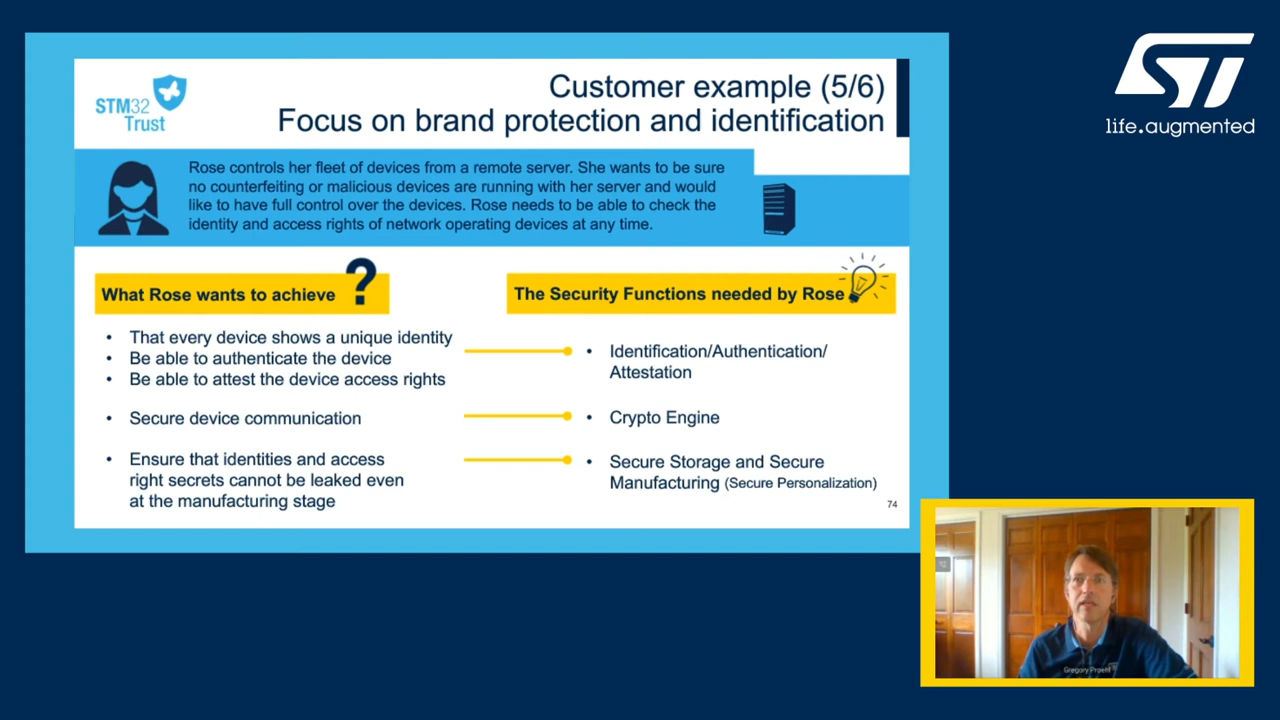 STM32
Trust
Customer example (5/6)
Focus on brand protection and identification
Rose controls her fleet of devices from a remote server. She wants to be sure
no counterfeiting or malicious devices are running with her server and would
like to have full control over the devices. Rose needs to be able to check the
identity and access rights of network operating devices at any time.
What Rose wants to achieve
?
The Security Functions needed by Rose
• That every device shows a unique identity
• Be able to authenticate the device
• Be able to attest the device access rights
• Identification/Authentication/
Attestation
• Secure device communication
• Crypto Engine
• Ensure that identities and access
right secrets cannot be leaked even
at the manufacturing stage
• Secure Storage and Secure
Manufacturing (Secure Personalization)
74
ST
life.augmented
Gregory